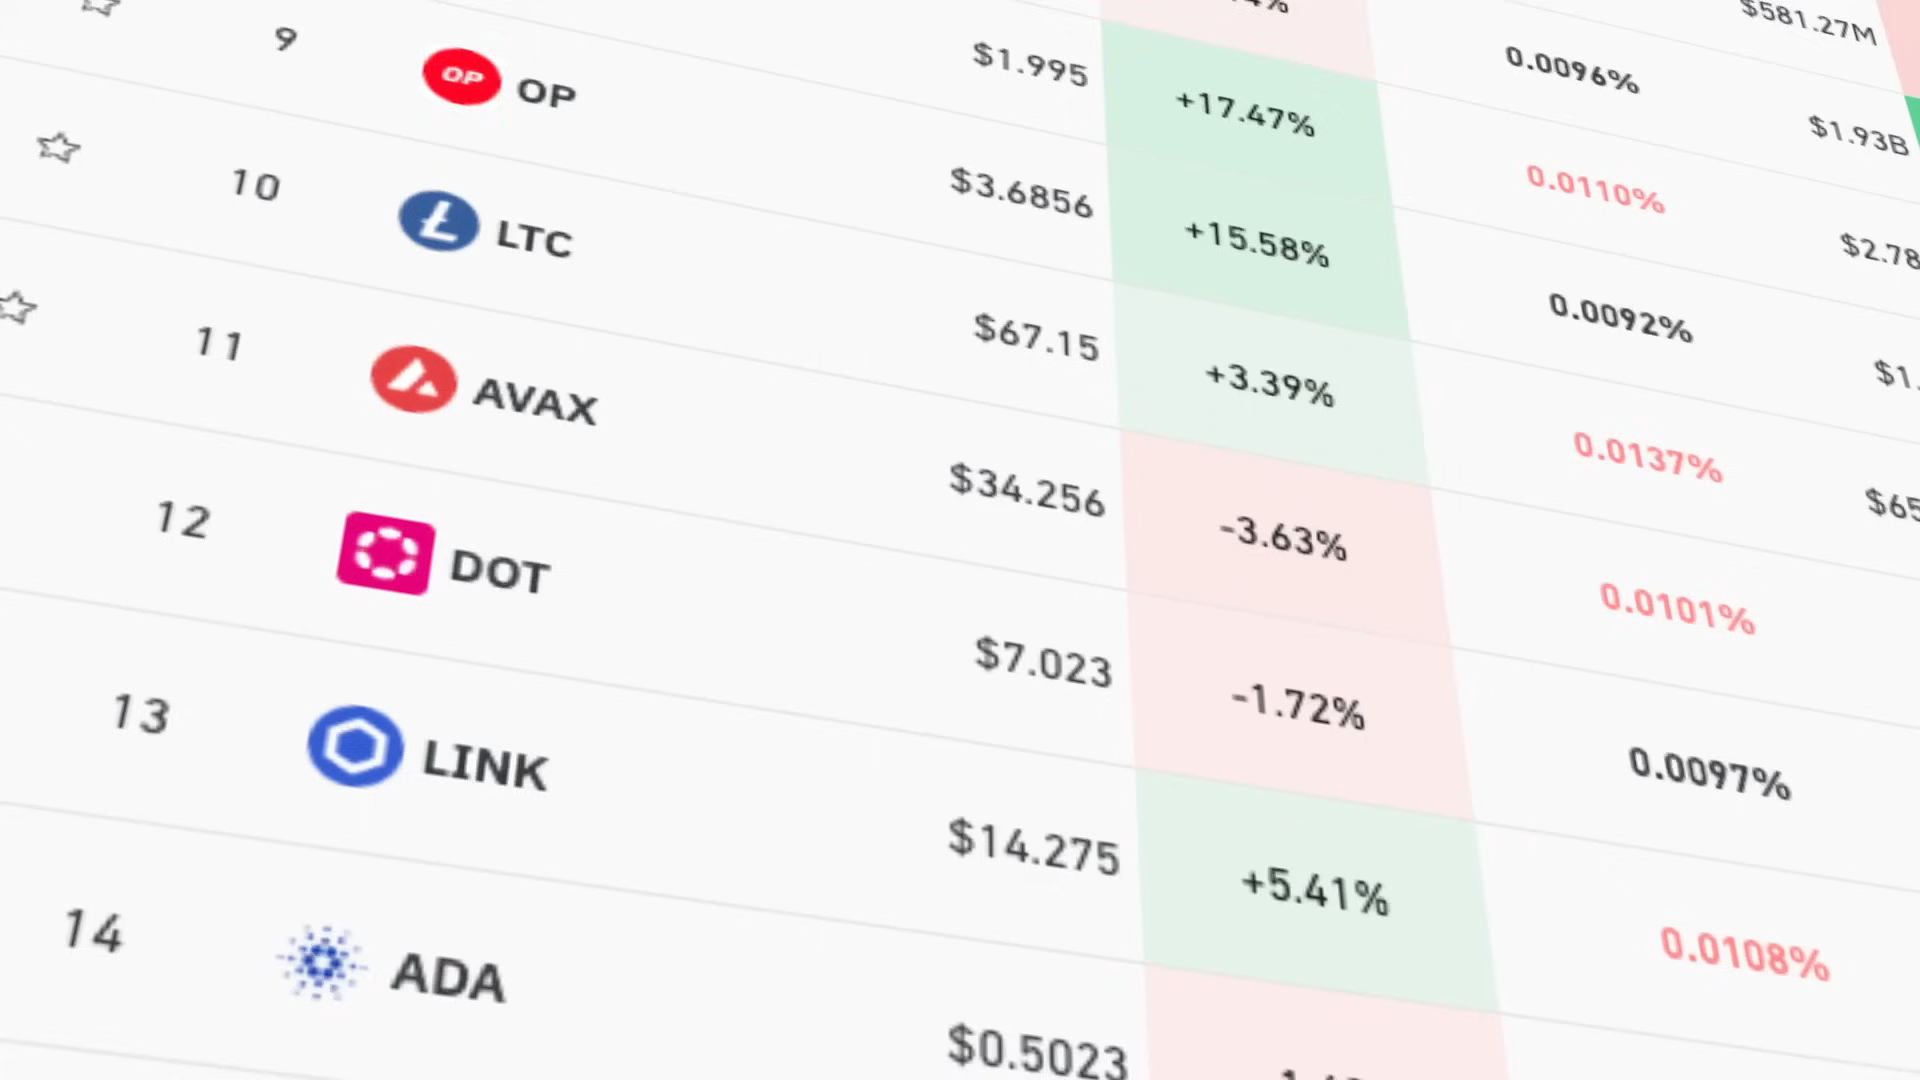 $581.27M
4% 0.0096% $1.93B
$1.995 +17.47% 0.0110% $2.78
9 OP OP $3.6856 +15.58% 0.0092% $1.
10 LTC $67.15 +3.39% 0.0137% $65
11 AVAX $34.256 -3.63% 0.0101%
12 DOT $7.023 -1.72% 0.0097%
13 LINK $14.275 +5.41% 0.0108%
14 ADA $0.5023